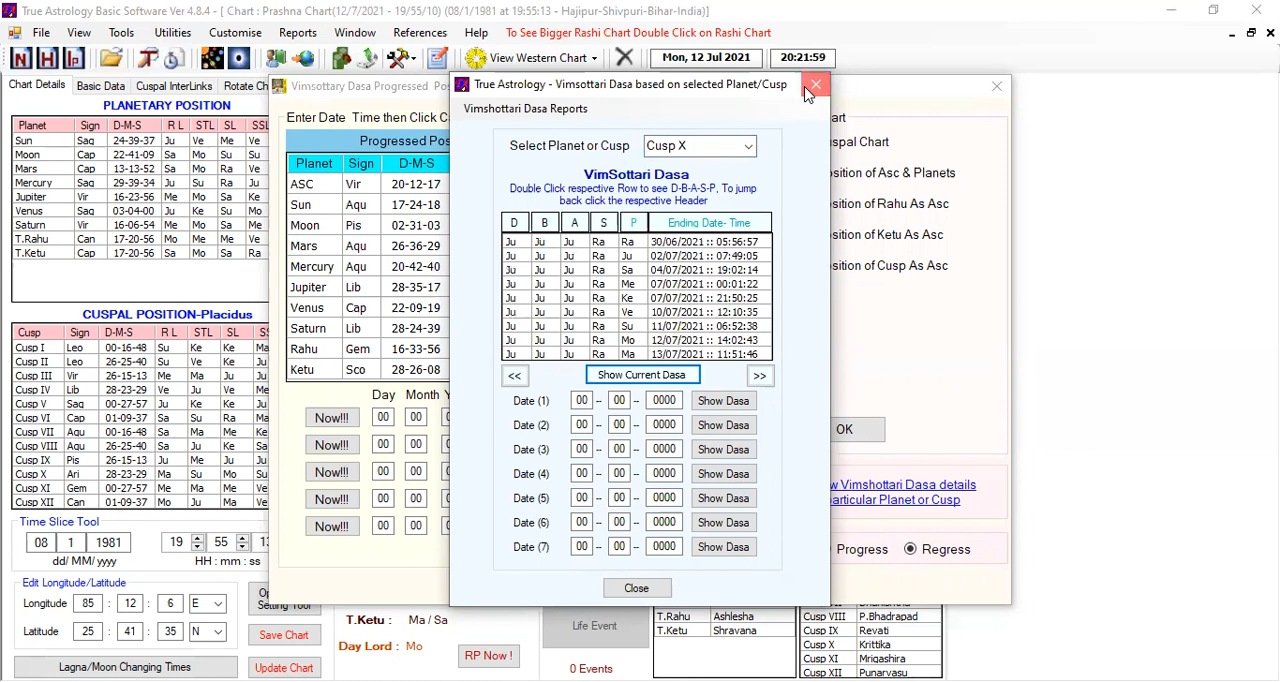 True Astrology Basic Software Ver 4.8.4 - [ Chart : Prashna Chart(12/7/2021 - 19/55/10) (08/1/1981 at 19:55:13 - Hajipur-Shivpuri-Bihar-India)]
File View Tools Utilities Customise Reports Window References Help To See Bigger Rashi Chart Double Click on Rashi Chart
View Western Chart Mon, 12 Jul 2021 20:21:59
Chart Details Basic Data Cuspal InterLinks Rotate Ch
PLANETARY POSITION
Planet Sign D-M-S R L STL SL SSL
Sun Sag 24-39-37 Ju Ve Me Ve
Moon Cap 22-41-09 Sa Mo Su Ra
Mars Cap 13-13-52 Sa Mo Ra Ve
Mercury Sag 29-39-34 Ju Su Ra
Jupiter Vir 16-23-56 Me Mo Sa
Venus Sag 03-04-00 Ju Ke Su
Saturn Vir 16-06-54 Me Mo Sa
T.Rahu Can 17-20-56 Mo Me Me
T.Ketu Cap 17-20-56 Sa Mo Sa Ra
CUSPAL POSITION-Placidus
Cusp Sign D-M-S R L STL SL SS
Cusp I Leo 00-16-48 Su Ke Ke Ma
Cusp II Leo 26-25-40 Su Ve Ke Ju
Cusp III Vir 26-15-13 Me Ma Ju
Cusp IV Lib 28-23-29 Ve Ju Ve Me
Cusp V Sag 00-27-57 Ju Ke Ke
Cusp VI Cap 01-09-37 Sa Su Ra Ma
Cusp VII Aqu 00-16-48 Sa Ma Me Ke
Cusp VIII Aqu 26-25-40 Sa Ju Ke Sa
Cusp IX Pis 26-15-13 Ju Me Ju
Cusp X Ari 28-23-29 Ma Su Mo Su
Cusp XI Gem 00-27-57 Me Ma Me Ma
Cusp XII Can 01-09-37 Mo Ju Ma Ve
Time Slice Tool
08 1 1981 19 55 13
dd/ MM/ yyyy HH : mm : ss
Edit Longitude/Latitude
Longitude 85 : 12 : 6 E
Latitude 25 : 41 : 35 N
Setting Tool
Save Chart
Lagna/Moon Changing Times Update Chart
Vimsottary Dasa Progressed
Enter Date Time then Click
Progressed
Planet Sign D-M-S
ASC Vir 20-12-17
Sun Aqu 17-24-18
Moon Pis 02-31-03
Mars Aqu 26-36-29
Mercury Aqu 20-42-40
Jupiter Lib 28-35-17
Venus Cap 22-09-19
Saturn Lib 28-24-39
Rahu Gem 16-33-56
Ketu Sco 28-26-08
Day Month
Now!!! 00 00
Now!!! 00 00
Now!!! 00 00
Now!!! 00 00
Now!!! 00 00
T.Ketu : Ma / Sa
Day Lord : Mo
RP Now !
True Astrology - Vimsottari Dasa based on selected Planet/Cusp
Vimshottari Dasa Reports
Select Planet or Cusp Cusp X
VimSottari Dasa
Double Click respective Row to see D-B-A-S-P, To jump
back click the respective Header
D B A S P Ending Date- Time
Ju Ju Ju Ra Ra 30/06/2021 :: 05:56:57
Ju Ju Ju Ra Ju 02/07/2021 :: 07:49:05
Ju Ju Ju Ra Sa 04/07/2021 :: 19:02:14
Ju Ju Ju Ra Me 07/07/2021 :: 00:01:22
Ju Ju Ju Ra Ke 07/07/2021 :: 21:50:25
Ju Ju Ju Ra Ve 10/07/2021 :: 12:10:35
Ju Ju Ju Ra Su 11/07/2021 :: 06:52:38
Ju Ju Ju Ra Mo 12/07/2021 :: 14:02:43
Ju Ju Ju Ra Ma 13/07/2021 :: 11:51:46
<< Show Current Dasa >>
Date (1) 00 -- 00 -- 0000 Show Dasa
Date (2) 00 -- 00 -- 0000 Show Dasa
Date (3) 00 -- 00 -- 0000 Show Dasa
Date (4) 00 -- 00 -- 0000 Show Dasa
Date (5) 00 -- 00 -- 0000 Show Dasa
Date (6) 00 -- 00 -- 0000 Show Dasa
Date (7) 00 -- 00 -- 0000 Show Dasa
Close
art
spal Chart
osition of Asc & Planets
osition of Rahu As Asc
osition of Ketu As Asc
osition of Cusp As Asc
OK
w Vimshottari Dasa details
articular Planet or Cusp
Progress Regress
Life Event
0 Events
T.Rahu Ashlesha
T.Ketu Shravana
Cusp VIII P.Bhadrapad
Cusp IX Revati
Cusp X Krittika
Cusp XI Mrigashira
Cusp XII Punarvasu